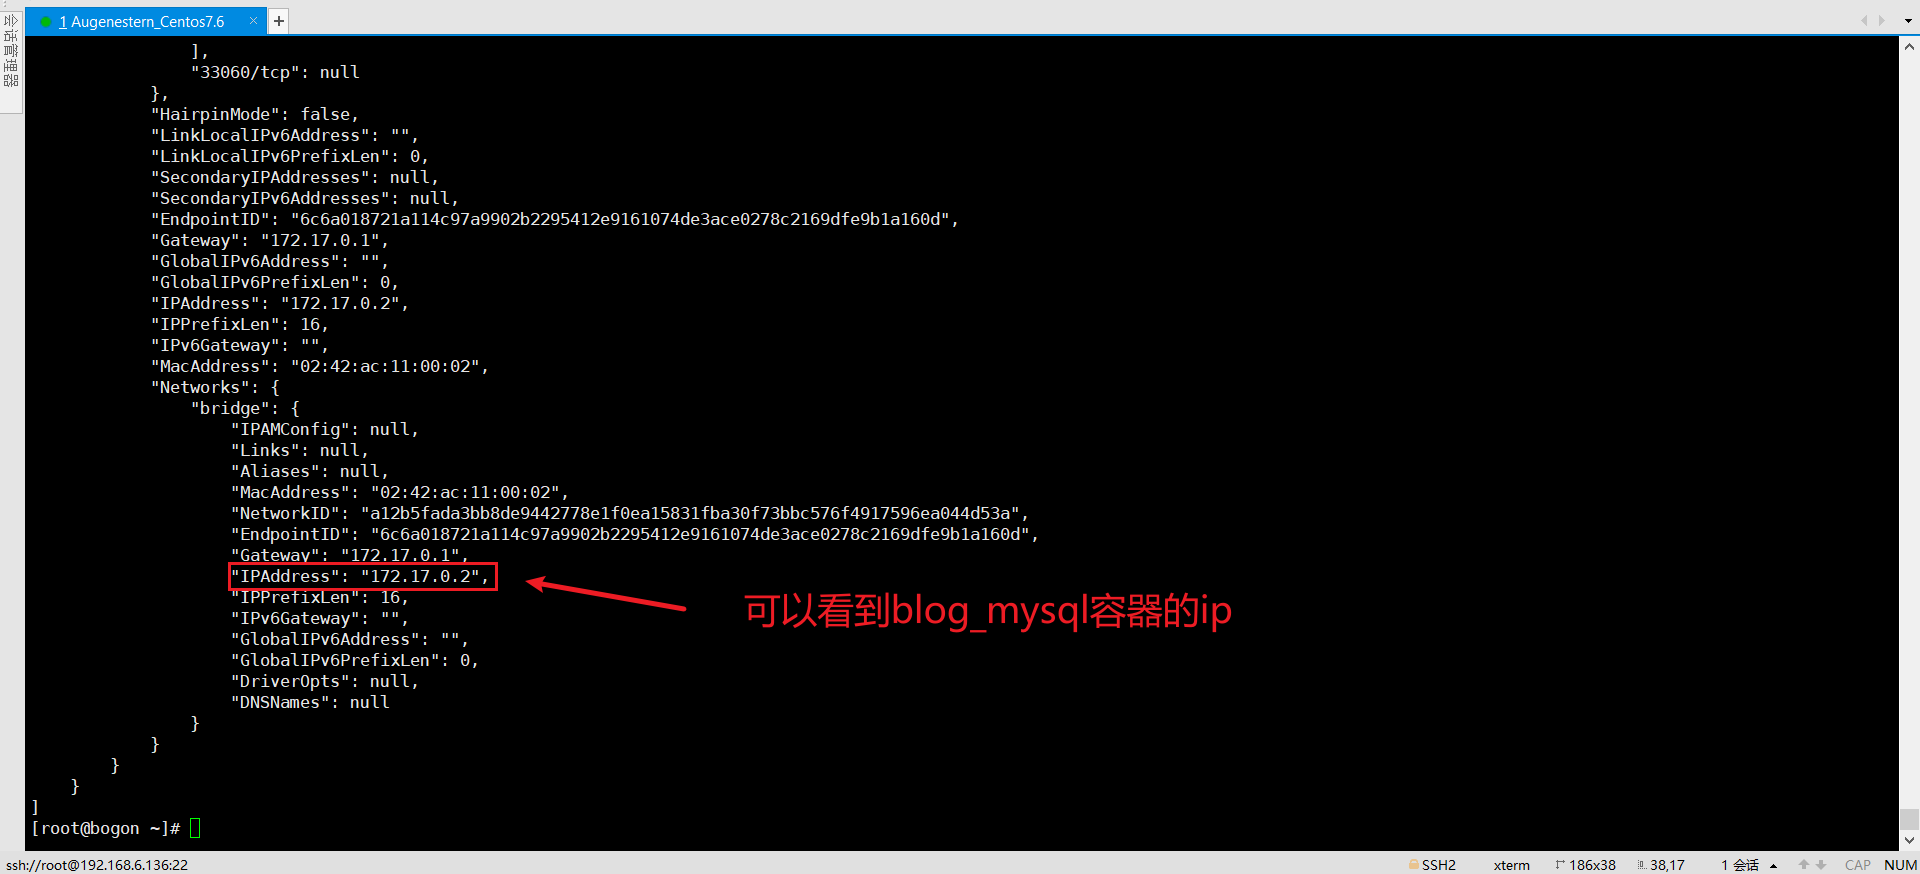 1 Augenestern_Centos7.6
会话管理器
],
"33060/tcp": null
},
"HairpinMode": false,
"LinkLocalIPv6Address": "",
"LinkLocalIPv6PrefixLen": 0,
"SecondaryIPAddresses": null,
"SecondaryIPv6Addresses": null,
"EndpointID": "6c6a018721a114c97a9902b2295412e9161074de3ace0278c2169dfe9b1a160d",
"Gateway": "172.17.0.1",
"GlobalIPv6Address": "",
"GlobalIPv6PrefixLen": 0,
"IPAddress": "172.17.0.2",
"IPPrefixLen": 16,
"IPv6Gateway": "",
"MacAddress": "02:42:ac:11:00:02",
"Networks": {
"bridge": {
"IPAMConfig": null,
"Links": null,
"Aliases": null,
"MacAddress": "02:42:ac:11:00:02",
"NetworkID": "a12b5fada3bb8de9442778e1f0ea15831fba30f73bbc576f4917596ea044d53a",
"EndpointID": "6c6a018721a114c97a9902b2295412e9161074de3ace0278c2169dfe9b1a160d",
"Gateway": "172.17.0.1",
"IPAddress": "172.17.0.2",
"IPPrefixLen": 16,
可以看到blog_mysql容器的ip
"IPv6Gateway": "",
"GlobalIPv6Address": "",
"GlobalIPv6PrefixLen": 0,
"DriverOpts": null,
"DNSNames": null
}
}
}
}
]
[root@bogon ~]#
ssh://root@192.168.6.136:22 SSH2 xterm 186x38 38,17 1 会话 CAP NUM